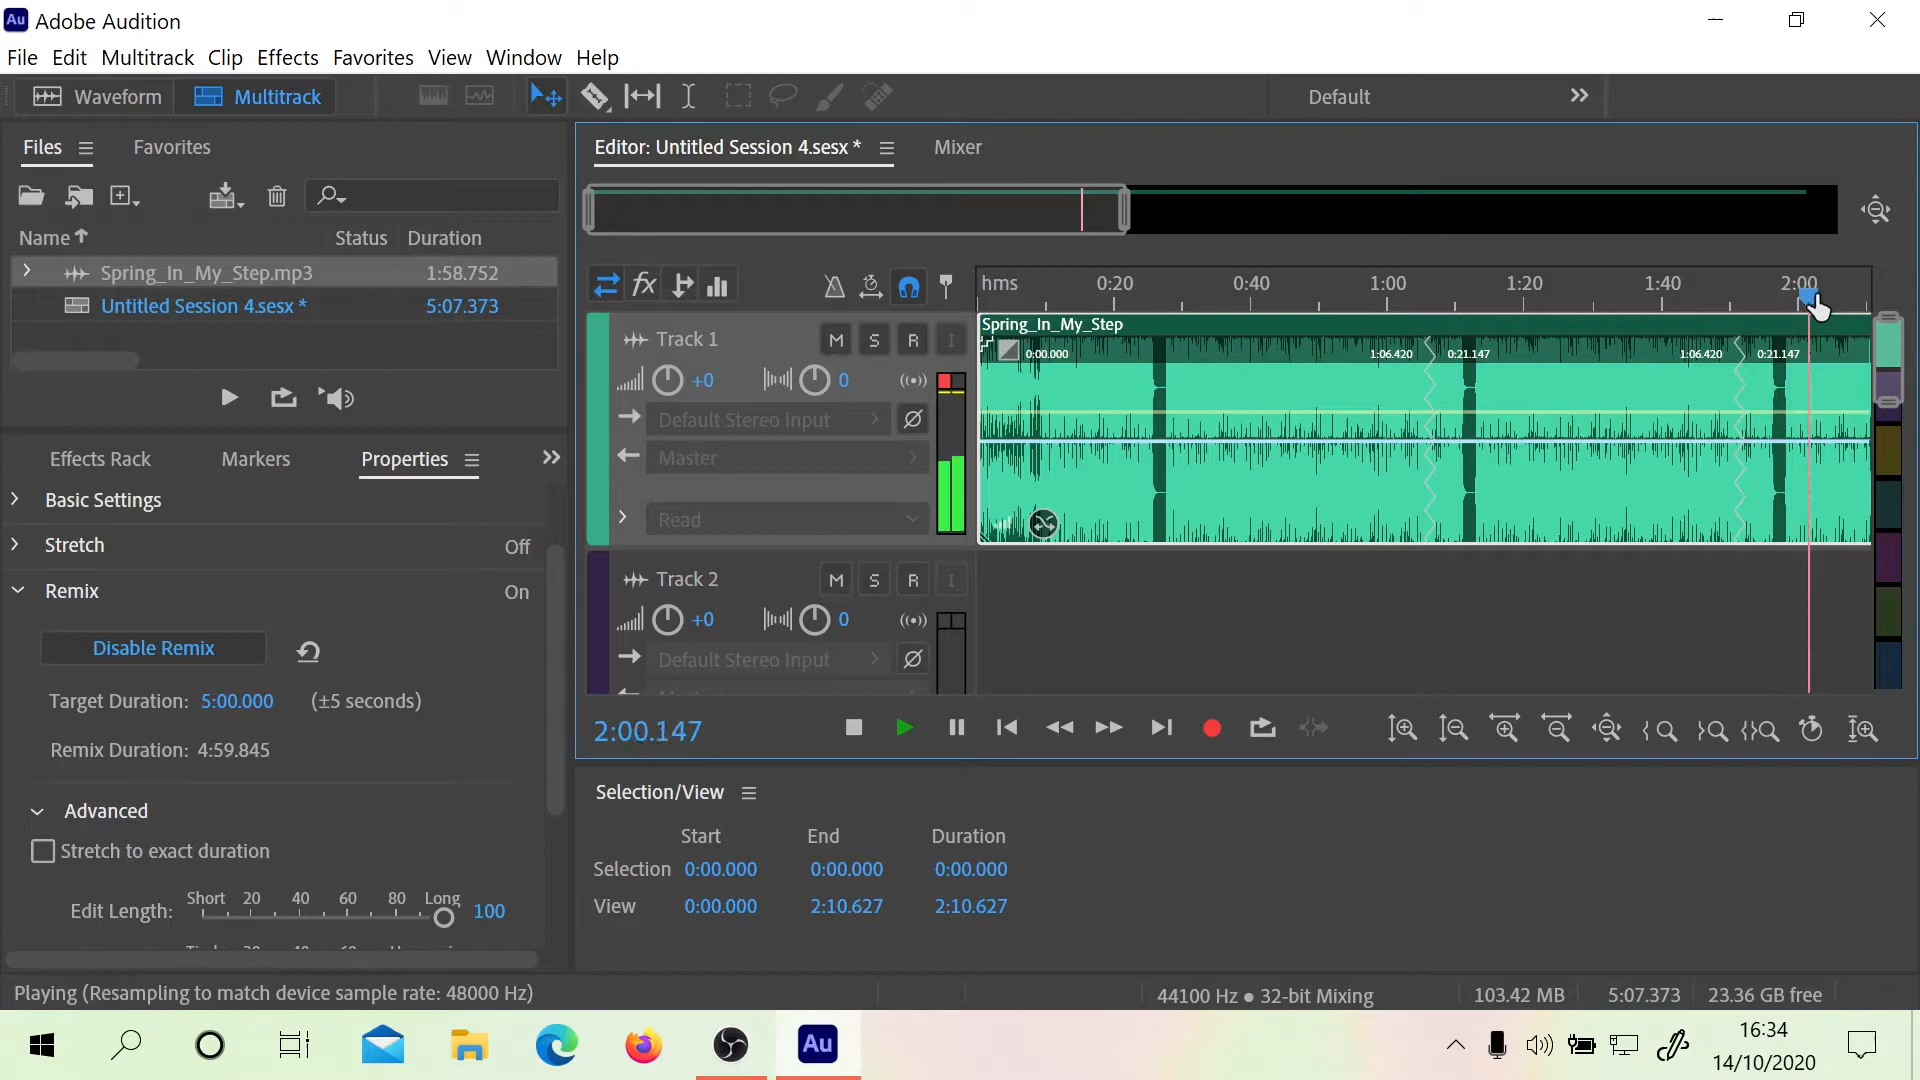 Au Adobe Audition
File Edit Multitrack Clip Effects Favorites View Window Help
Waveform Multitrack Default
Files Favorites
Name Status Duration
Spring_In_My_Step.mp3 1:58.752
Untitled Session 4.sesx * 5:07.373
Effects Rack Markers Properties
Basic Settings
Stretch Off
Remix On
Disable Remix
Target Duration: 5:00.000 (±5 seconds)
Remix Duration: 4:59.845
Advanced
Stretch to exact duration
Short 20 40 60 80 Long
Edit Length: 100
Editor: Untitled Session 4.sesx * Mixer
fx hms 0:20 0:40 1:00 1:20 1:40 2:00
Spring_In_My_Step
0:00.000 1:06.420 0:21.147 1:06.420 0:21.147
Track 1 M S R I
+0 0
Default Stereo Input
Master
Read
Track 2 M S R I
+0 0
Default Stereo Input
2:00.147
Selection/View
Start End Duration
Selection 0:00.000 0:00.000 0:00.000
View 0:00.000 2:10.627 2:10.627
Playing (Resampling to match device sample rate: 48000 Hz) 44100 Hz ● 32-bit Mixing 103.42 MB 5:07.373 23.36 GB free
Au
16:34
14/10/2020